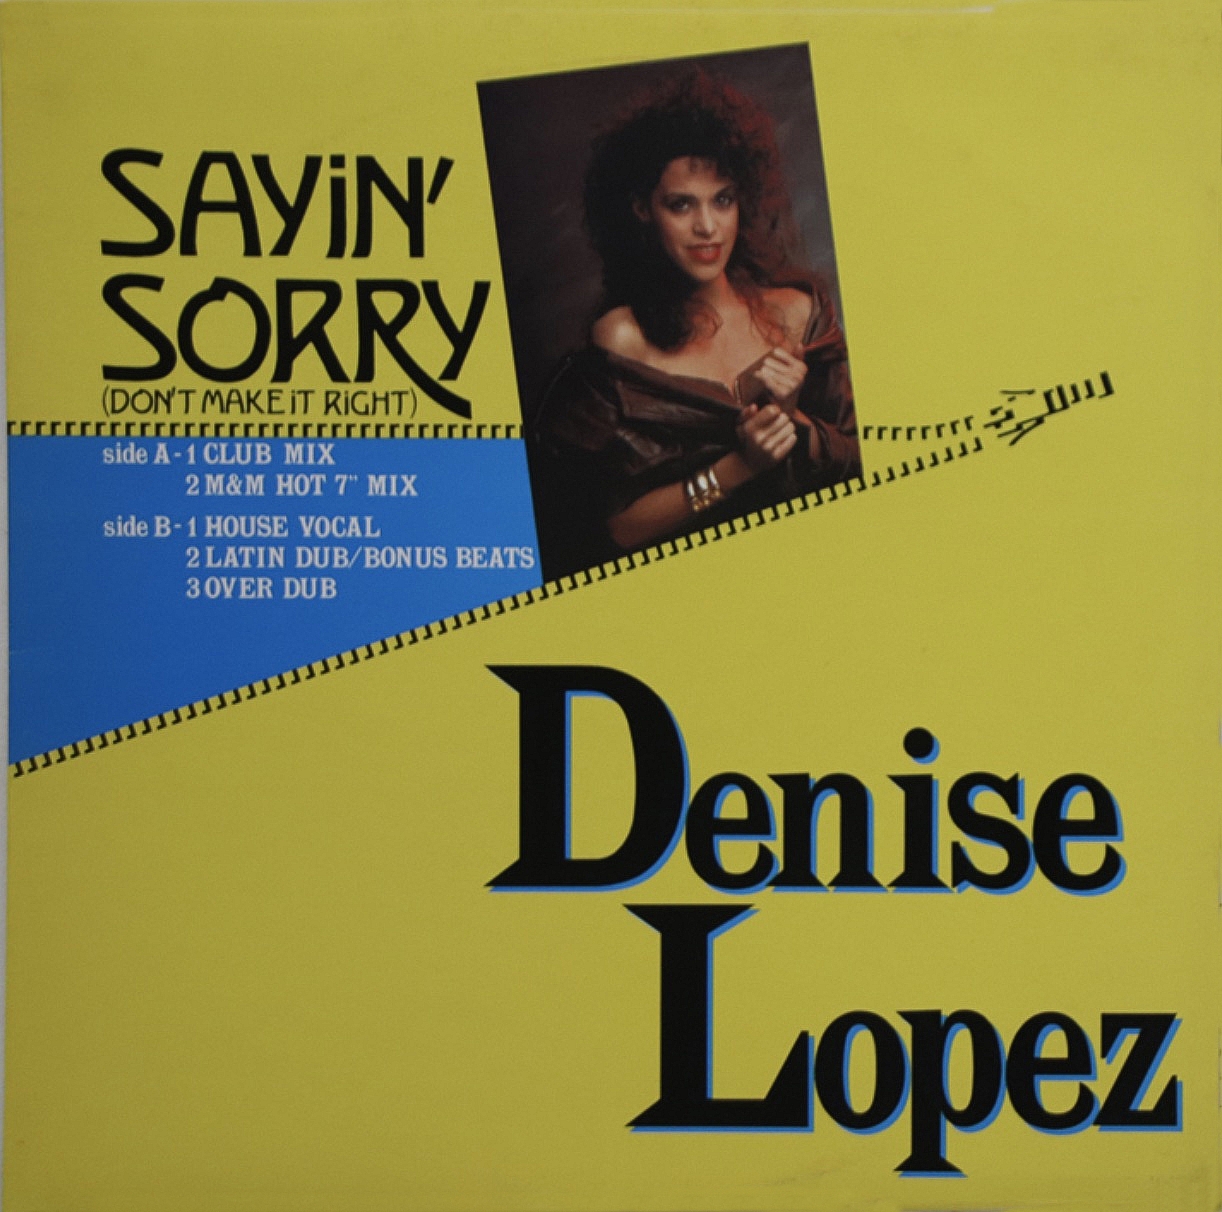 SAYiN'
SORRY
(DON'T MAKE iT RiGHT)
side A - 1 CLUB MIX
2 M&M HOT 7" MIX
side B - 1 HOUSE VOCAL
2 LATIN DUB/BONUS BEATS
3 OVER DUB
Denise
Lopez